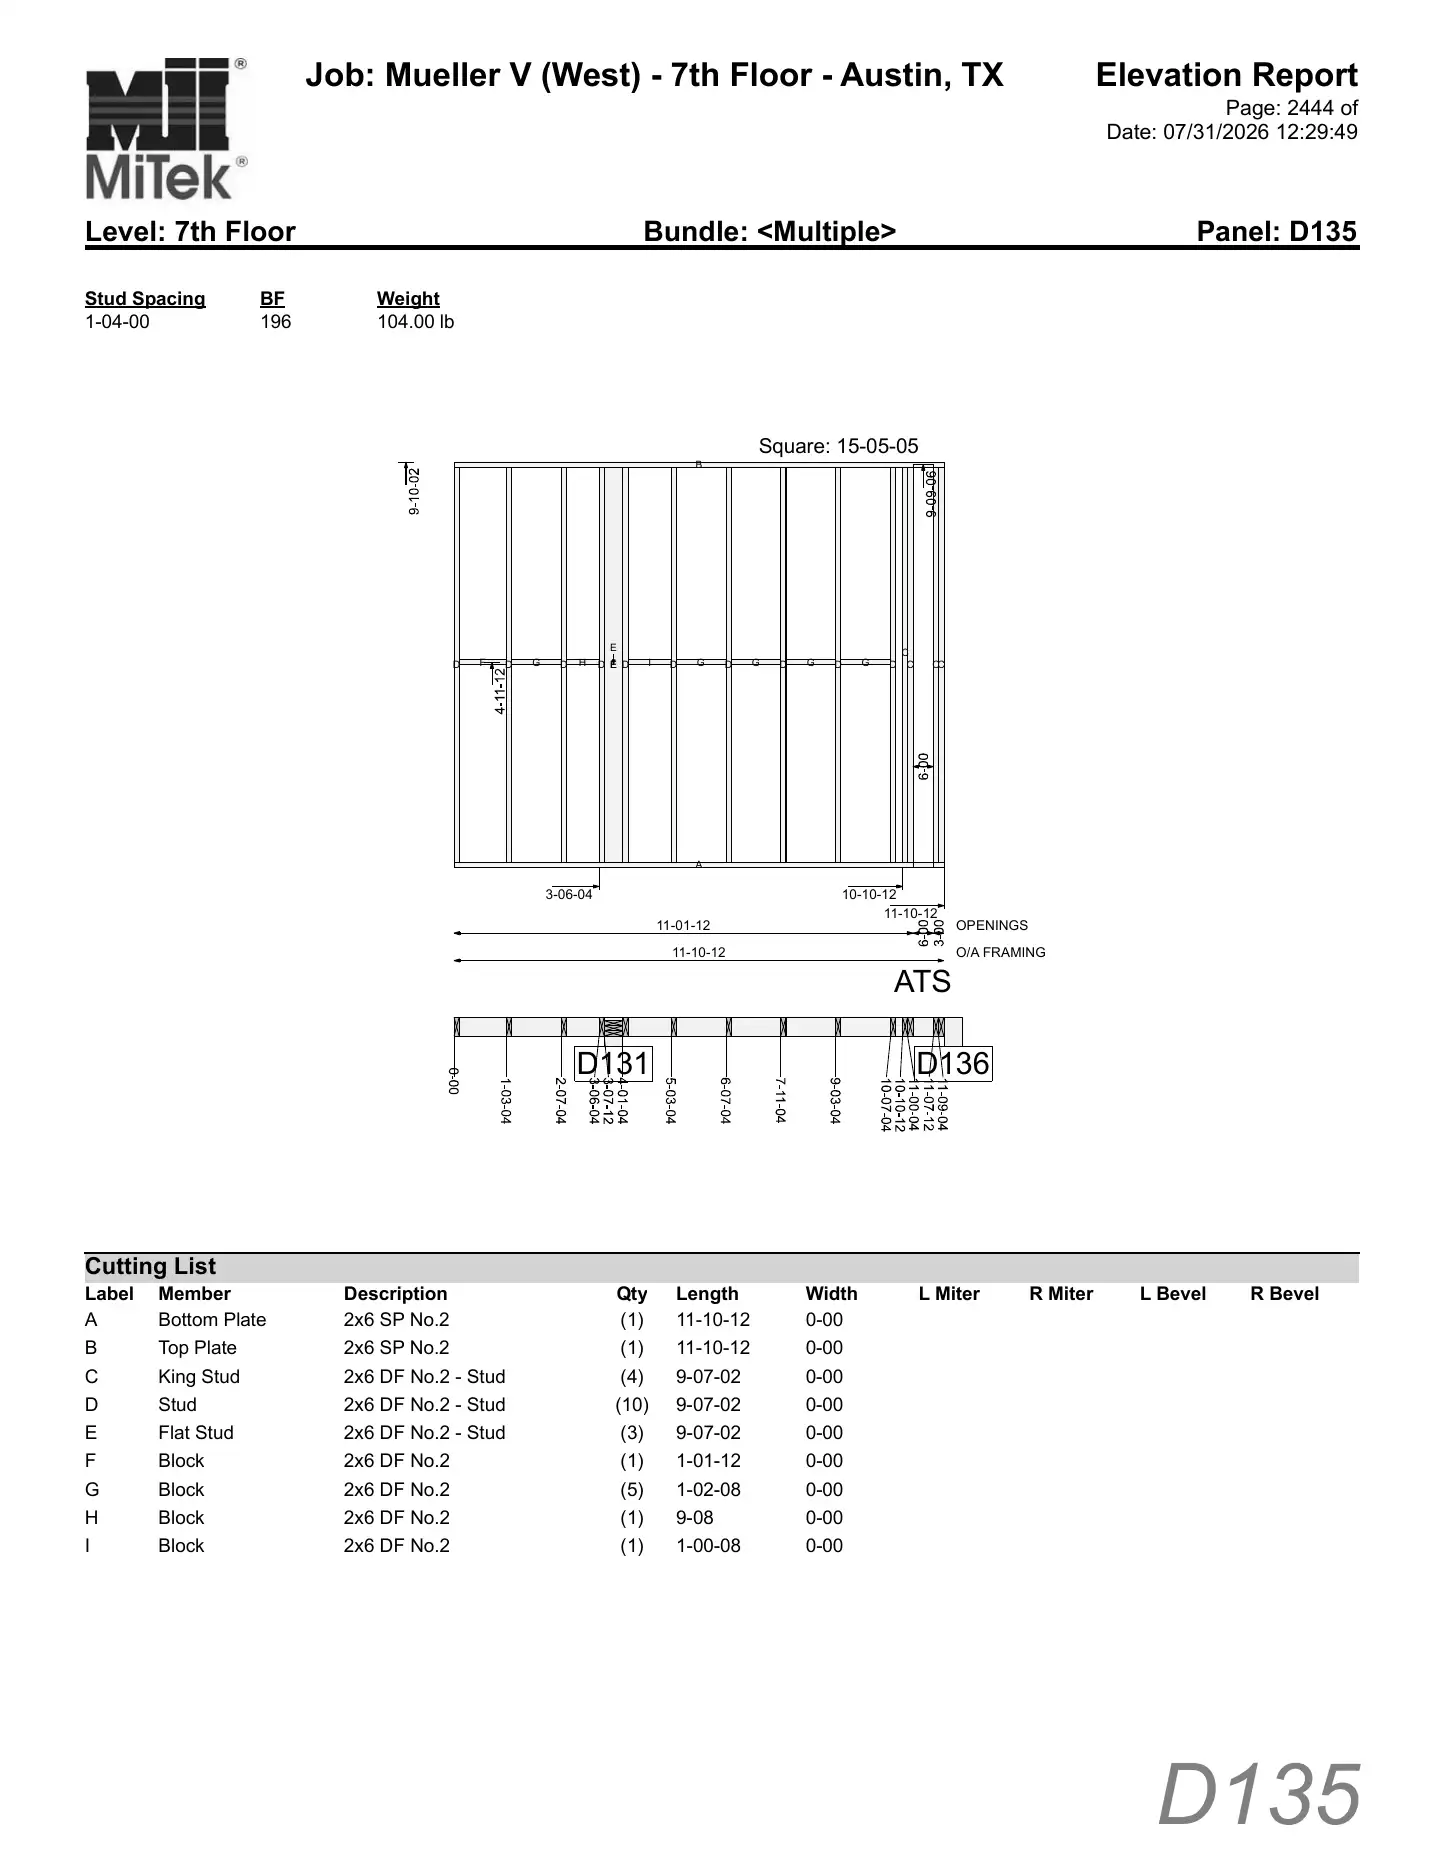 Job: Mueller V (West) - 7th Floor - Austin, TX
Elevation Report
Page: 2444 of
Date: 07/31/2026 12:29:49
MiTek®
Level: 7th Floor
Bundle: <Multiple>
Panel: D135
Stud Spacing BF Weight
1-04-00 196 104.00 lb
Square: 15-05-05
B
9-10-02
9-09-06
E
F G H E I G G G G
C
4-11-12
6-00
A
3-06-04
10-10-12
11-10-12
11-01-12
6-00
3-00
OPENINGS
11-10-12
O/A FRAMING
ATS
D131
D136
0-00
1-03-04
2-07-04
3-06-04
3-07-12
4-01-04
5-03-04
6-07-04
7-11-04
9-03-04
10-07-04
10-10-12
11-00-04
11-07-12
11-09-04
Cutting List
Label Member Description Qty Length Width L Miter R Miter L Bevel R Bevel
A Bottom Plate 2x6 SP No.2 (1) 11-10-12 0-00
B Top Plate 2x6 SP No.2 (1) 11-10-12 0-00
C King Stud 2x6 DF No.2 - Stud (4) 9-07-02 0-00
D Stud 2x6 DF No.2 - Stud (10) 9-07-02 0-00
E Flat Stud 2x6 DF No.2 - Stud (3) 9-07-02 0-00
F Block 2x6 DF No.2 (1) 1-01-12 0-00
G Block 2x6 DF No.2 (5) 1-02-08 0-00
H Block 2x6 DF No.2 (1) 9-08 0-00
I Block 2x6 DF No.2 (1) 1-00-08 0-00
D135